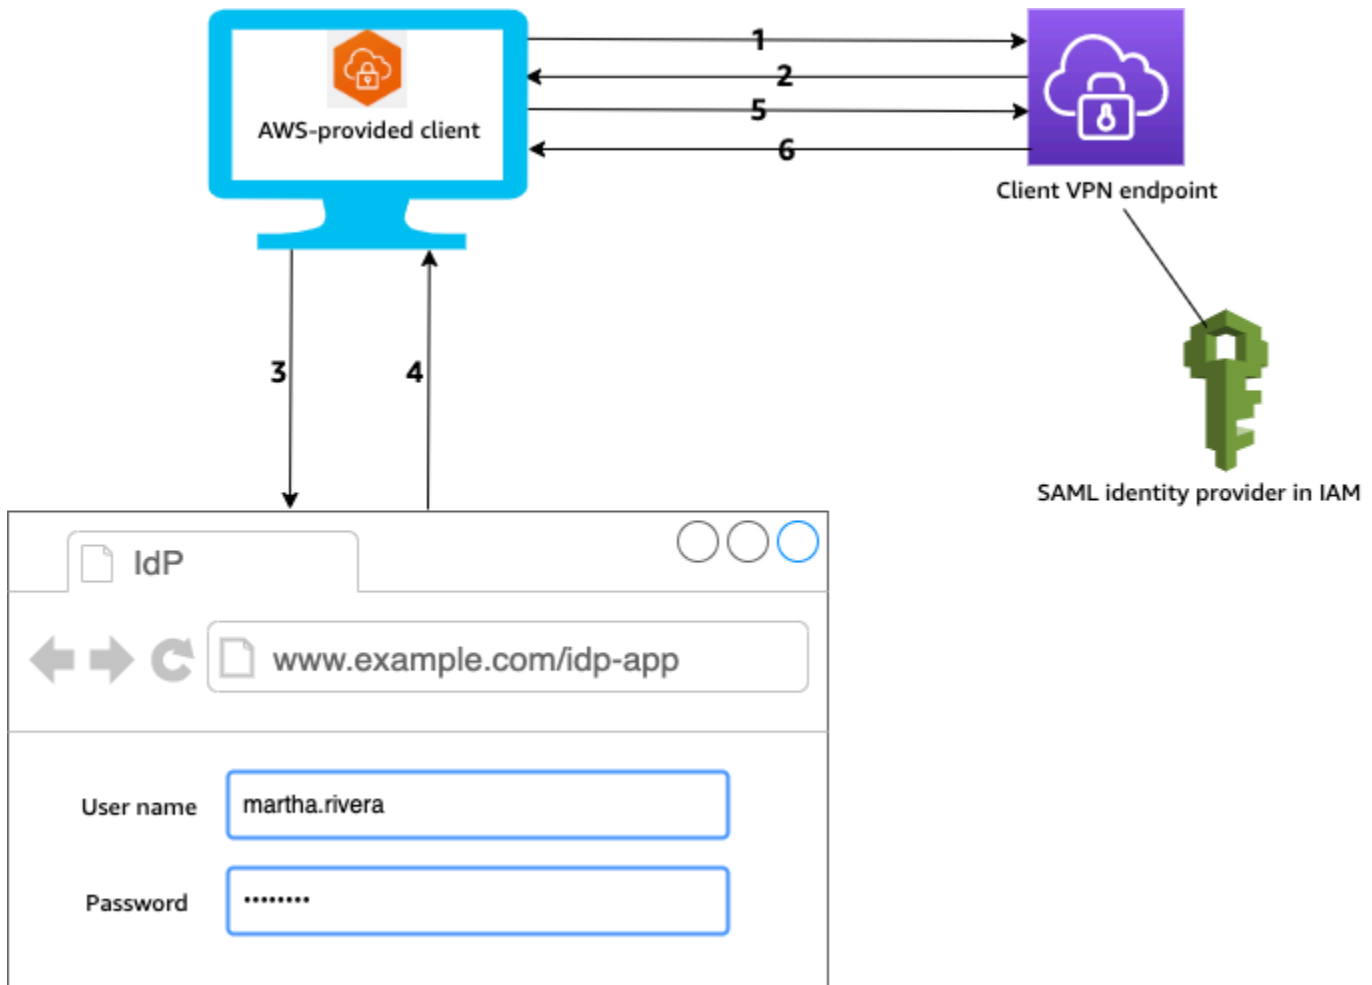 1
2
AWS-provided client
5
6
Client VPN endpoint
3
4
SAML identity provider in IAM
IdP
www.example.com/idp-app
User name
martha.rivera
Password
••••••••